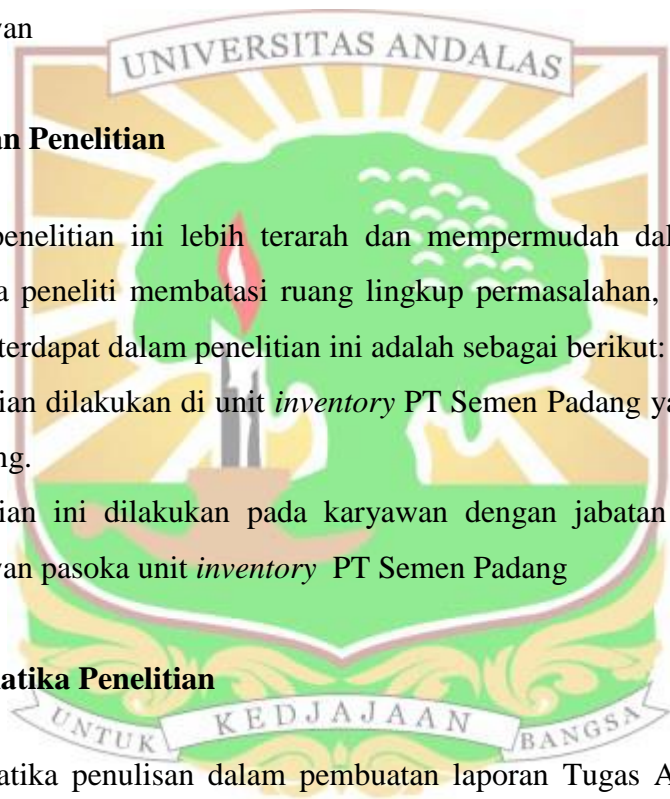 van
UNIVERSITAS ANDALAS
an Penelitian
penelitian ini lebih terarah dan mempermudah dal
a peneliti membatasi ruang lingkup permasalahan,
terdapat dalam penelitian ini adalah sebagai berikut:
ian dilakukan di unit inventory PT Semen Padang ya
ng.
ian ini dilakukan pada karyawan dengan jabatan
van pasoka unit inventory PT Semen Padang
atika Penelitian
UNTUK KEDJAJAAN BANGSA
atika penulisan dalam pembuatan laporan Tugas A